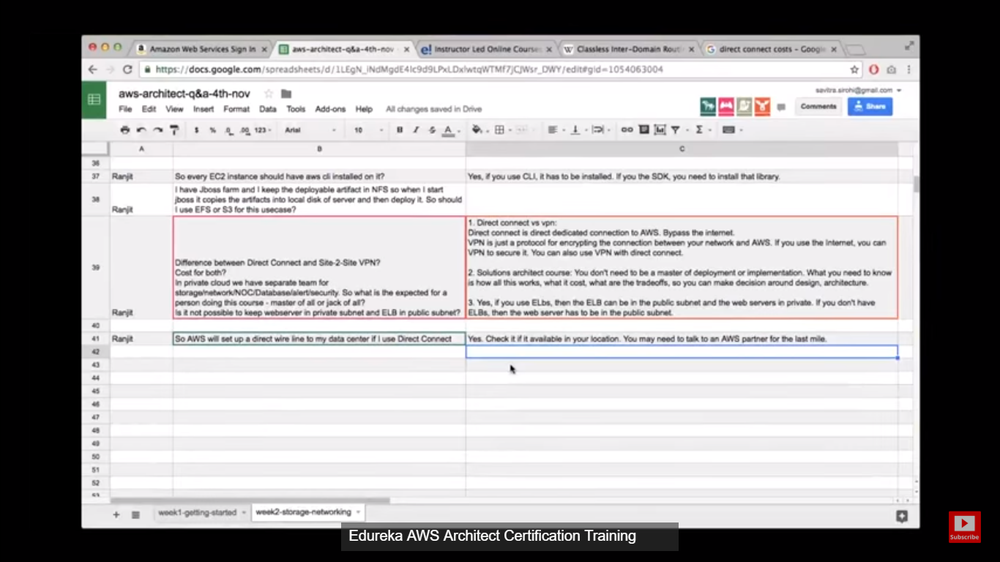 Amazon Web Services Sign In
aws-architect-q&a-4th-nov
Instructor Led Online Course
Classless Inter-Domain Routi
direct connect costs - Google
aws-architect-q&a-4th-nov
savitra.sirohi@gmail.com
File Edit View Insert Format Data Tools Add-ons Help All changes saved in Drive
Comments
Share
$ % .0 .00 123 Arial 10 B I S A
A B C
36
37 Ranjit So every EC2 instance should have aws cli installed on it? Yes, if you use CLI, it has to be installed. If you the SDK, you need to install that library.
I have Jboss farm and I keep the deployable artifact in NFS so when I start
38 jboss it copies the artifacts into local disk of server and then deploy it. So should
Ranjit I use EFS or S3 for this usecase?
1. Direct connect vs vpn:
Direct connect is direct dedicated connection to AWS. Bypass the internet.
VPN is just a protocol for encrypting the connection between your network and AWS. If you use the Internet, you can
VPN to secure it. You can also use VPN with direct connect.
Difference between Direct Connect and Site-2-Site VPN?
39 Cost for both? 2. Solutions architect course: You don't need to be a master of deployment or implementation. What you need to know
In private cloud we have separate team for is how all this works, what it cost, what are the tradeoffs, so you can make decision around design, architecture.
storage/network/NOC/Database/alert/security. So what is the expected for a
person doing this course - master of all or jack of all? 3. Yes, if you use ELbs, then the ELB can be in the public subnet and the web servers in private. If you don't have
Ranjit Is it not possible to keep webserver in private subnet and ELB in public subnet? ELBs, then the web server has to be in the public subnet.
40
41 Ranjit So AWS will set up a direct wire line to my data center if I use Direct Connect Yes. Check it if it available in your location. You may need to talk to an AWS partner for the last mile.
42
43
44
45
46
47
48
49
50
51
52
53
week1-getting-started week2-storage-networking
Edureka AWS Architect Certification Training
Subscribe